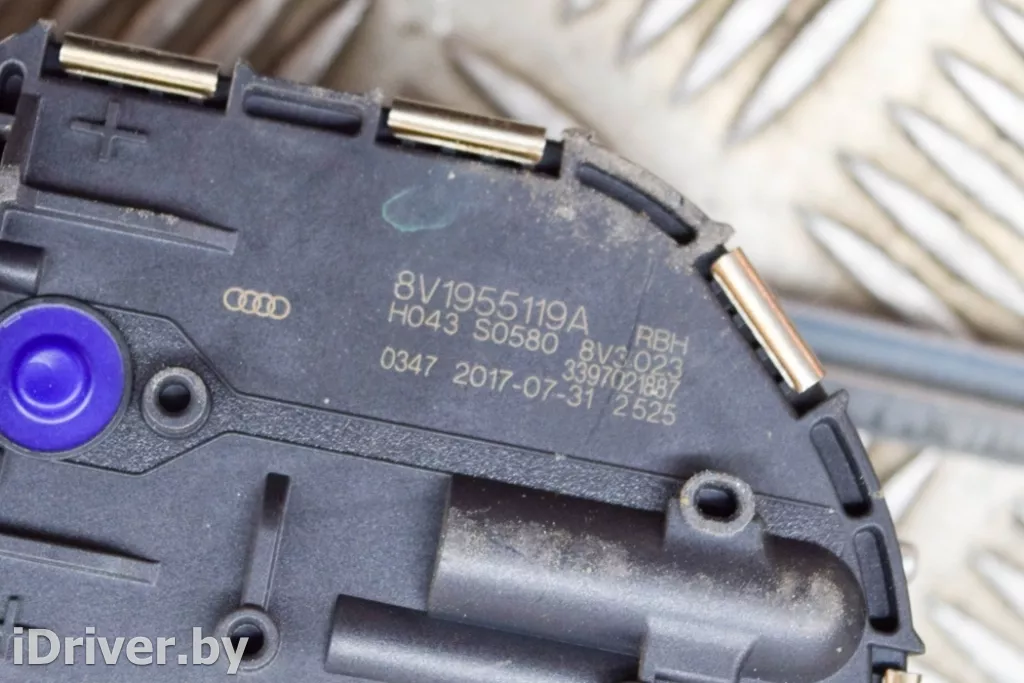 8V1955119A RBH
H043 S0580 8V3.023
3397021887
0347 2017-07-31 2525
iDriver.by